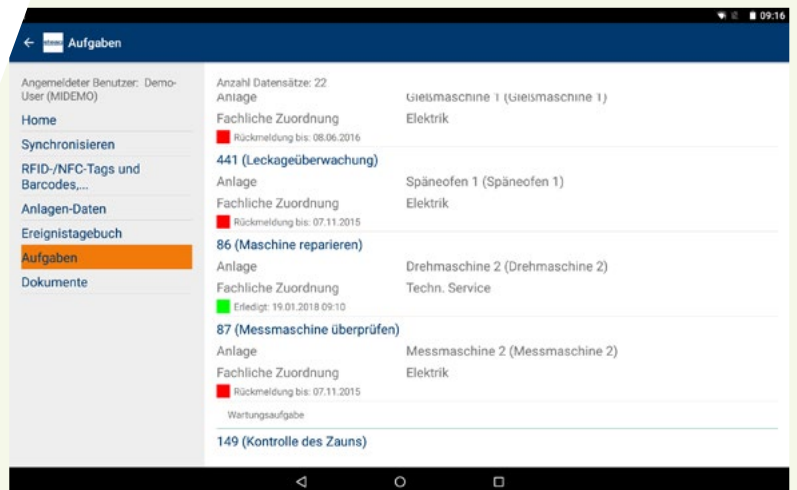 09:16
Aufgaben
Angemeldeter Benutzer: Demo-
User (MIDEMO)
Home
Synchronisieren
RFID-/NFC-Tags und
Barcodes,...
Anlagen-Daten
Ereignistagebuch
Aufgaben
Dokumente
Anzahl Datensätze: 22
Anlage Gießmaschine 1 (Gießmaschine 1)
Fachliche Zuordnung Elektrik
Rückmeldung bis: 08.06.2016
441 (Leckageüberwachung)
Anlage Späneofen 1 (Späneofen 1)
Fachliche Zuordnung Elektrik
Rückmeldung bis: 07.11.2015
86 (Maschine reparieren)
Anlage Drehmaschine 2 (Drehmaschine 2)
Fachliche Zuordnung Techn. Service
Erledigt: 19.01.2018 09:10
87 (Messmaschine überprüfen)
Anlage Messmaschine 2 (Messmaschine 2)
Fachliche Zuordnung Elektrik
Rückmeldung bis: 07.11.2015
Wartungsaufgabe
149 (Kontrolle des Zauns)